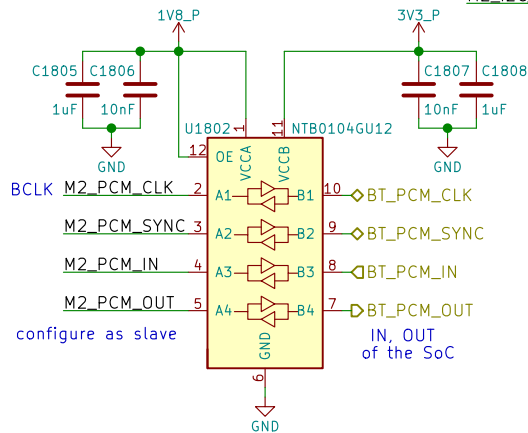 1V8_P
3V3_P
C1805
C1806
1uF
10nF
GND
C1807
C1808
10nF
1uF
GND
U1802
NTB0104GU12
1
11
12
OE
VCCA
VCCB
BCLK
M2_PCM_CLK
2
A1
B1
10
BT_PCM_CLK
M2_PCM_SYNC
3
A2
B2
9
BT_PCM_SYNC
M2_PCM_IN
4
A3
B3
8
BT_PCM_IN
M2_PCM_OUT
5
A4
B4
7
BT_PCM_OUT
configure as slave
IN, OUT
of the SoC
GND
6
GND